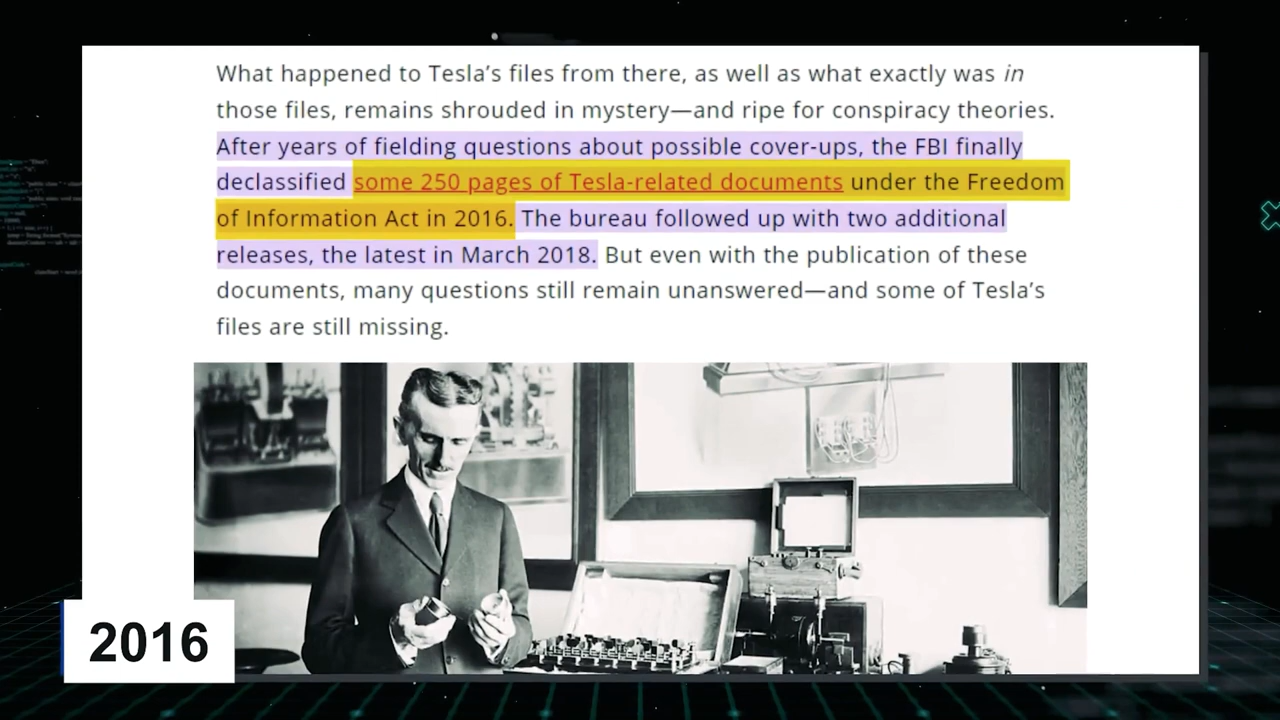 What happened to Tesla’s files from there, as well as what exactly was in
those files, remains shrouded in mystery—and ripe for conspiracy theories.
After years of fielding questions about possible cover-ups, the FBI finally
declassified some 250 pages of Tesla-related documents under the Freedom
of Information Act in 2016. The bureau followed up with two additional
releases, the latest in March 2018. But even with the publication of these
documents, many questions still remain unanswered—and some of Tesla’s
files are still missing.
2016